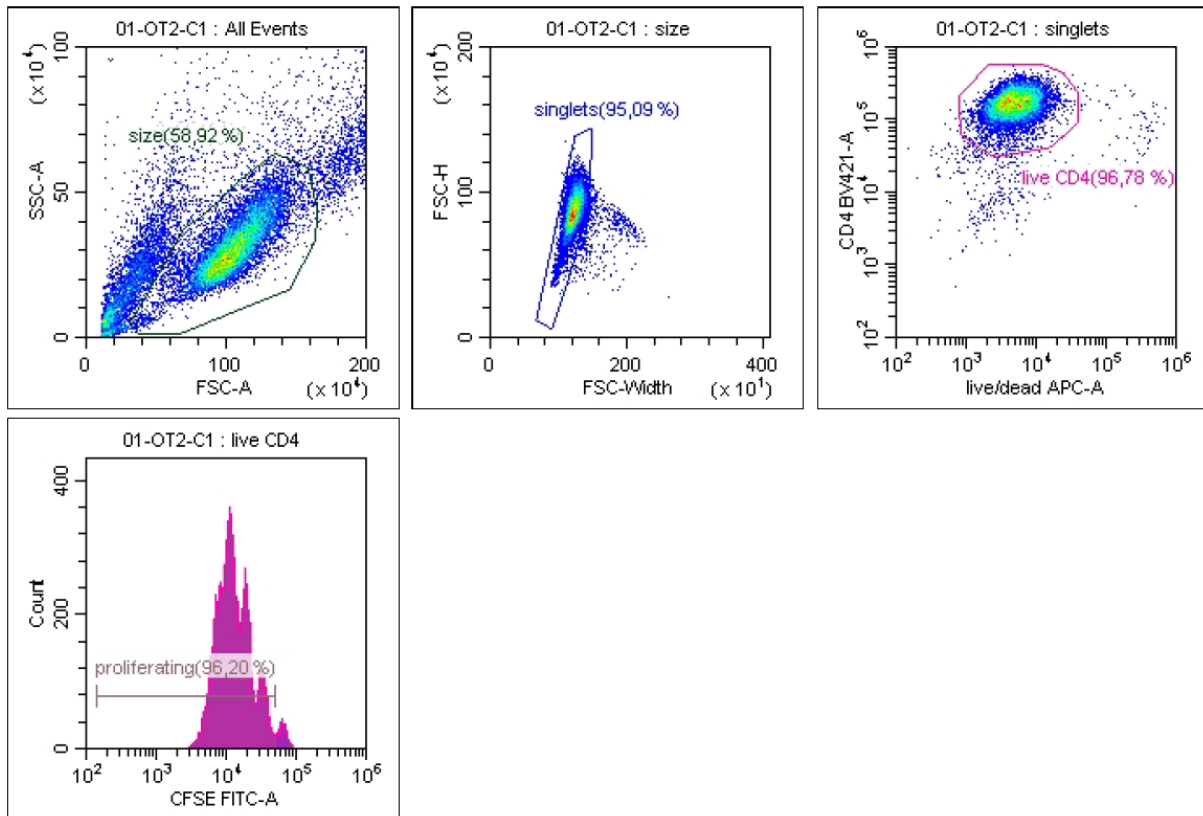 01-OT2-C1 : All Events
(x 10⁴)
100
SSC-A
50
0
size(58,92 %)
0
100
200
FSC-A
(x 10⁴)
01-OT2-C1 : size
(x 10⁴)
200
FSC-H
100
0
singlets(95,09 %)
0
200
400
FSC-Width
(x 10¹)
01-OT2-C1 : singlets
10⁶
10⁵
CD4 BV421-A
10⁴
10³
10²
live CD4(96,78 %)
10²
10³
10⁴
10⁵
10⁶
live/dead APC-A
01-OT2-C1 : live CD4
400
Count
200
0
proliferating(96,20 %)
10²
10³
10⁴
10⁵
10⁶
CFSE FITC-A